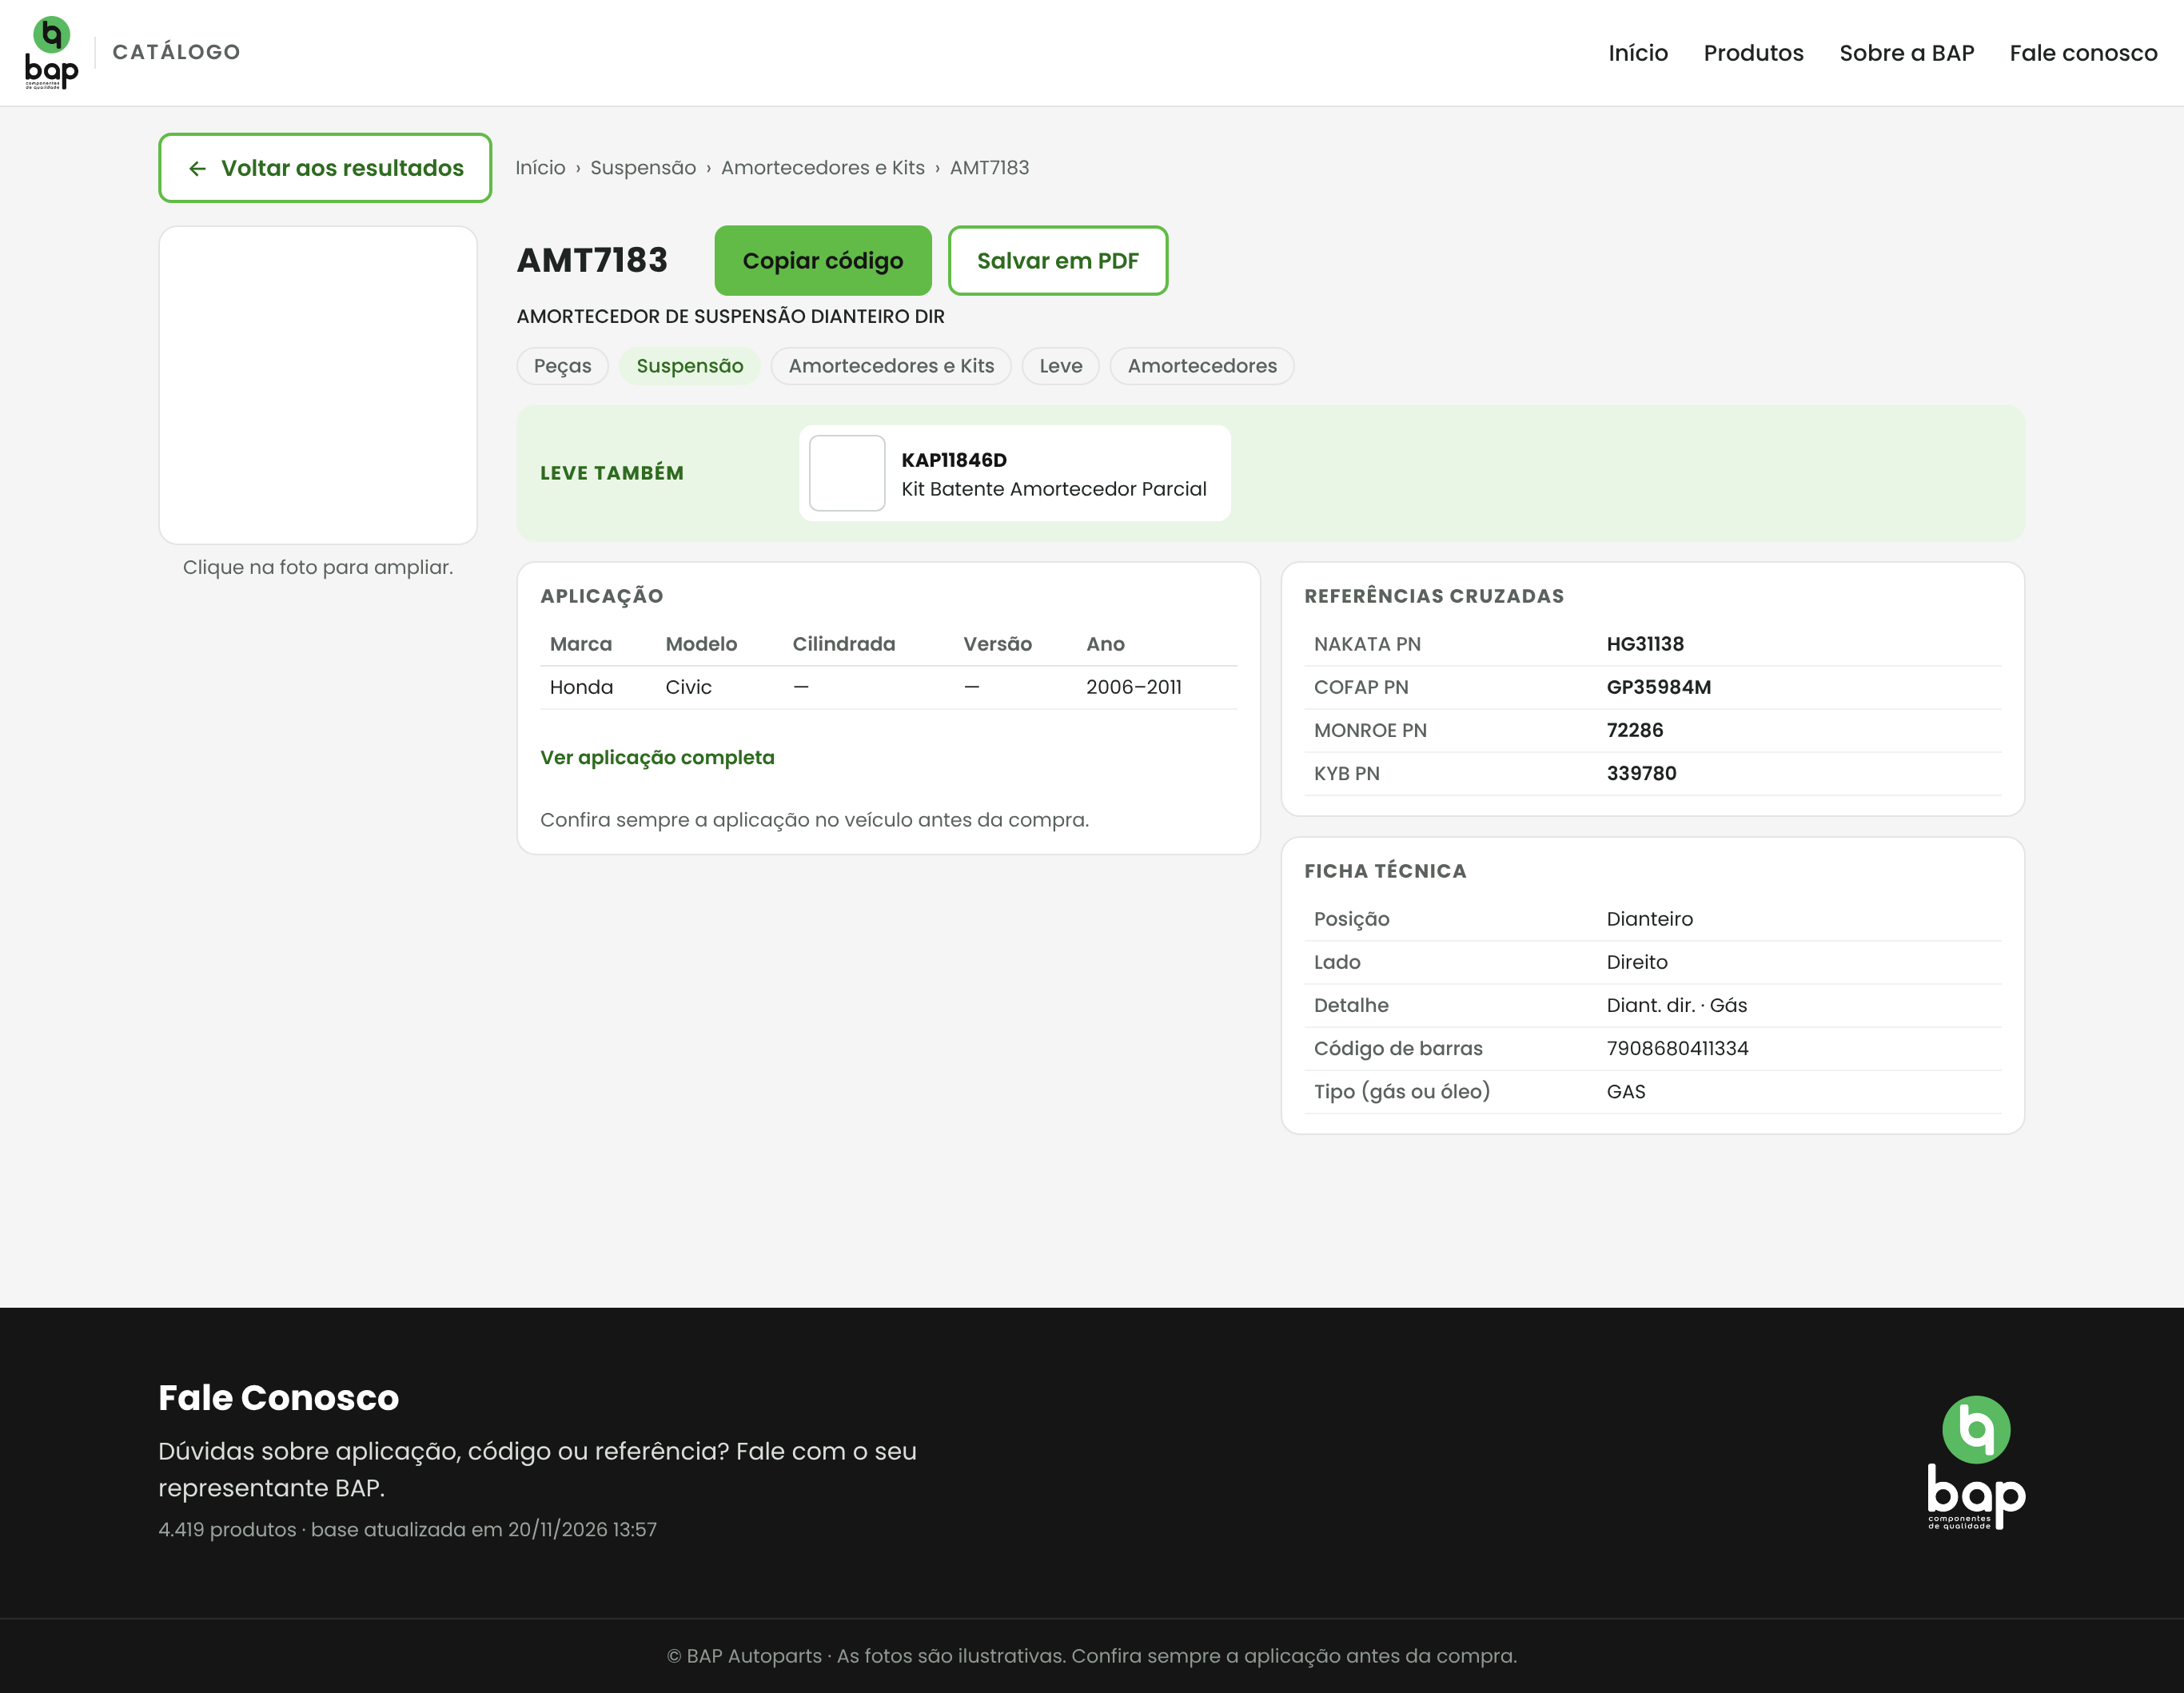 bap
componentes
de qualidade
CATÁLOGO
Início Produtos Sobre a BAP Fale conosco
← Voltar aos resultados
Início › Suspensão › Amortecedores e Kits › AMT7183
AMT7183
Copiar código
Salvar em PDF
AMORTECEDOR DE SUSPENSÃO DIANTEIRO DIR
Peças Suspensão Amortecedores e Kits Leve Amortecedores
LEVE TAMBÉM
KAP11846D
Kit Batente Amortecedor Parcial
Clique na foto para ampliar.
APLICAÇÃO
Marca Modelo Cilindrada Versão Ano
Honda Civic — — 2006–2011
Ver aplicação completa
Confira sempre a aplicação no veículo antes da compra.
REFERÊNCIAS CRUZADAS
NAKATA PN HG31138
COFAP PN GP35984M
MONROE PN 72286
KYB PN 339780
FICHA TÉCNICA
Posição Dianteiro
Lado Direito
Detalhe Diant. dir. · Gás
Código de barras 7908680411334
Tipo (gás ou óleo) GAS
Fale Conosco
Dúvidas sobre aplicação, código ou referência? Fale com o seu
representante BAP.
4.419 produtos · base atualizada em 20/11/2026 13:57
bap
componentes
de qualidade
© BAP Autoparts · As fotos são ilustrativas. Confira sempre a aplicação antes da compra.